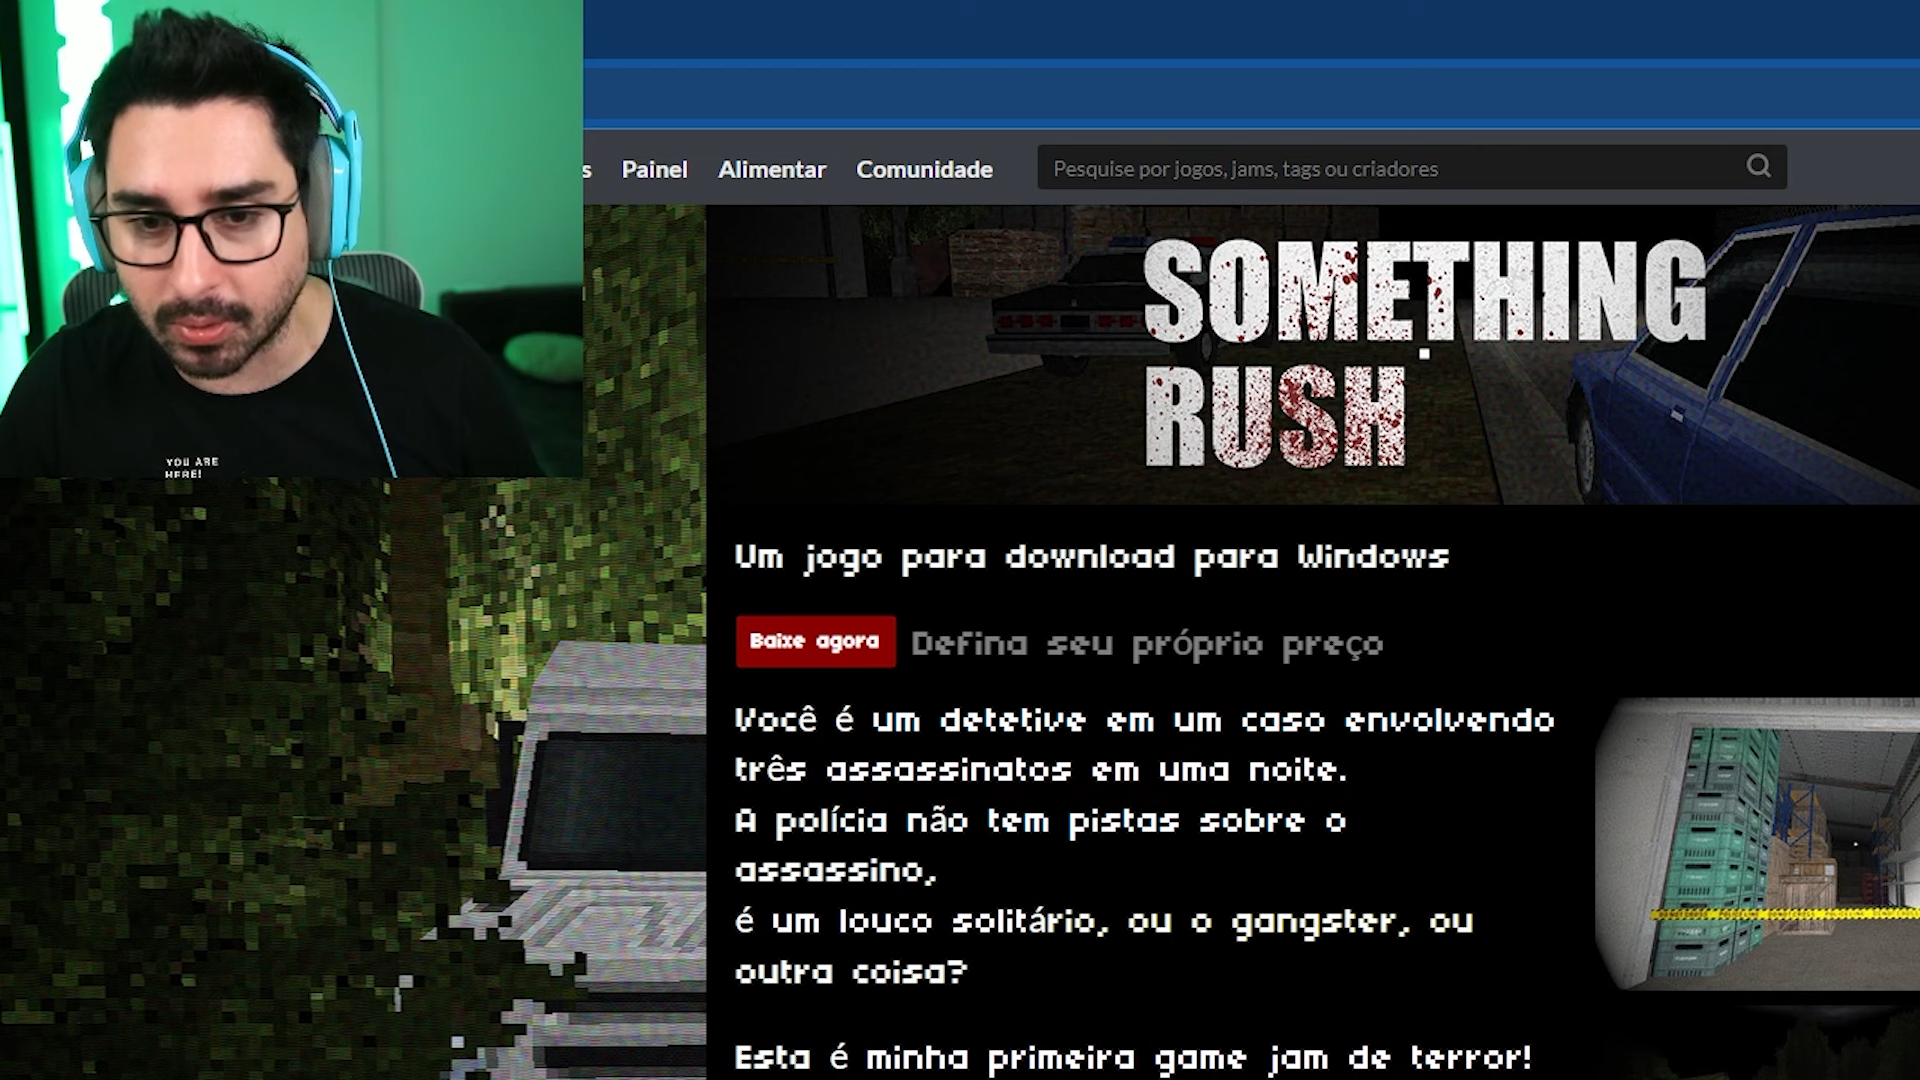 s Painel Alimentar Comunidade
Pesquise por jogos, jams, tags ou criadores
SOMETHING
RUSH
YOU ARE
HERE!
Um jogo para download para Windows
Baixe agora Defina seu próprio preço
Você é um detetive em um caso envolvendo
três assassinatos em uma noite.
A polícia não tem pistas sobre o
assassino,
é um louco solitário, ou o gangster, ou
outra coisa?
Esta é minha primeira game jam de terror!